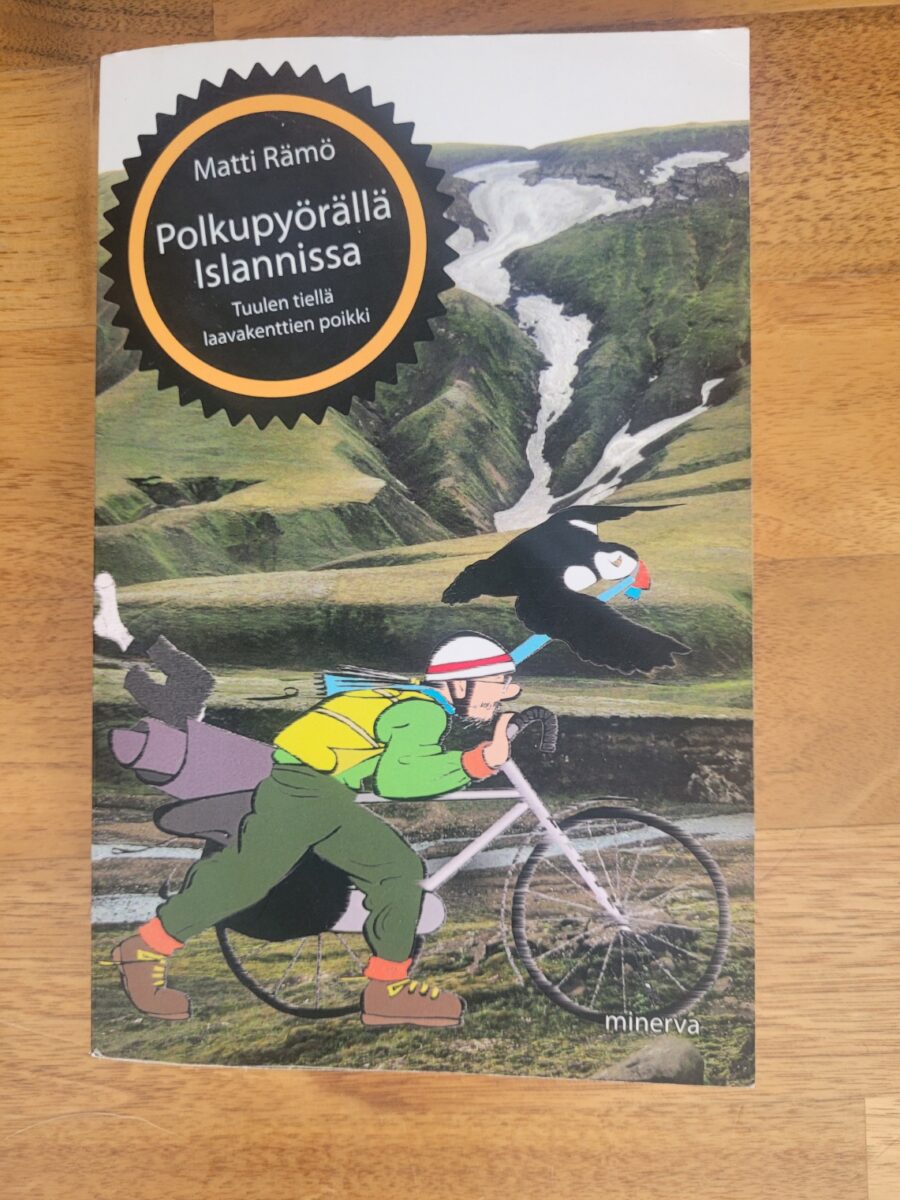 Matti Rämö
Polkupyörällä
Islannissa
Tuulen tiellä
laavakenttien poikki
minerva